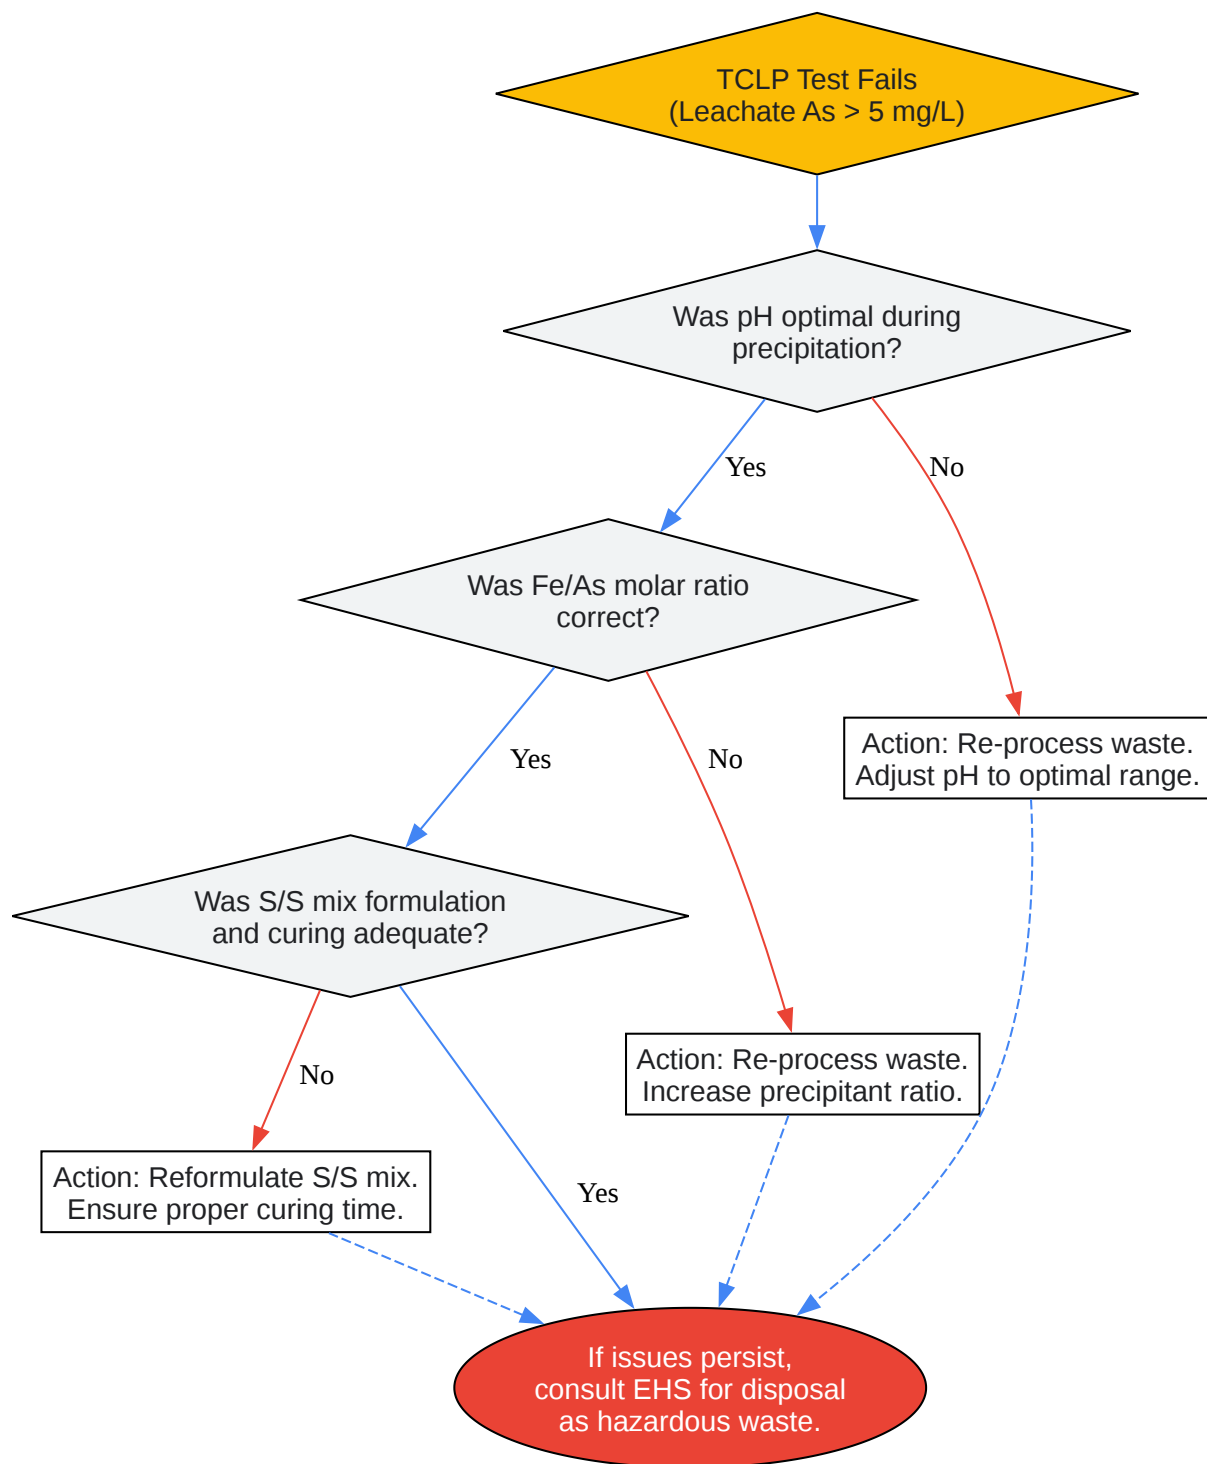 TCLP Test Fails
(Leachate As > 5 mg/L)
Was pH optimal during
precipitation?
Yes
No
Was Fe/As molar ratio
correct?
Yes
No
Action: Re-process waste.
Adjust pH to optimal range.
Was S/S mix formulation
and curing adequate?
No
Yes
Action: Re-process waste.
Increase precipitant ratio.
Action: Reformulate S/S mix.
Ensure proper curing time.
If issues persist,
consult EHS for disposal
as hazardous waste.